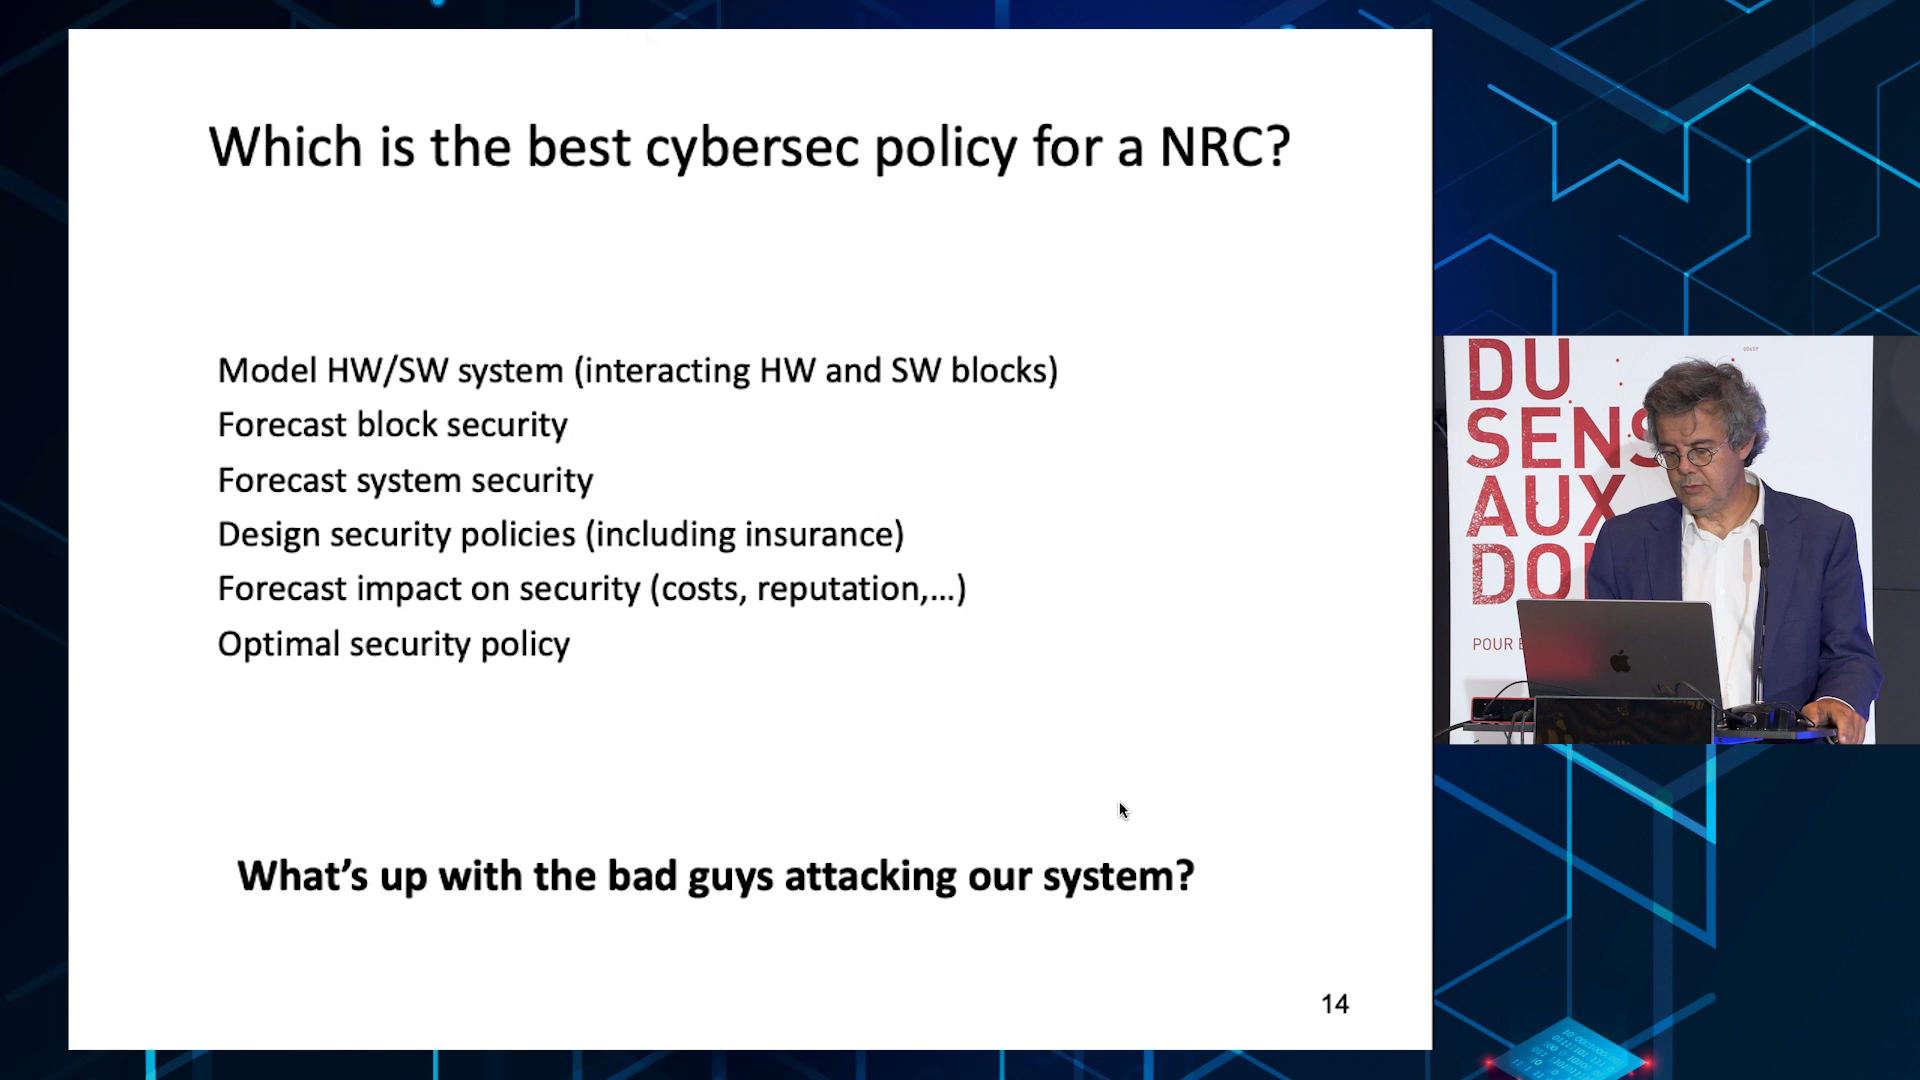 Which is the best cybersec policy for a NRC?
Model HW/SW system (interacting HW and SW blocks)
Forecast block security
Forecast system security
Design security policies (including insurance)
Forecast impact on security (costs, reputation,...)
Optimal security policy
What's up with the bad guys attacking our system?
14
DU
SENS
AUX
POUR